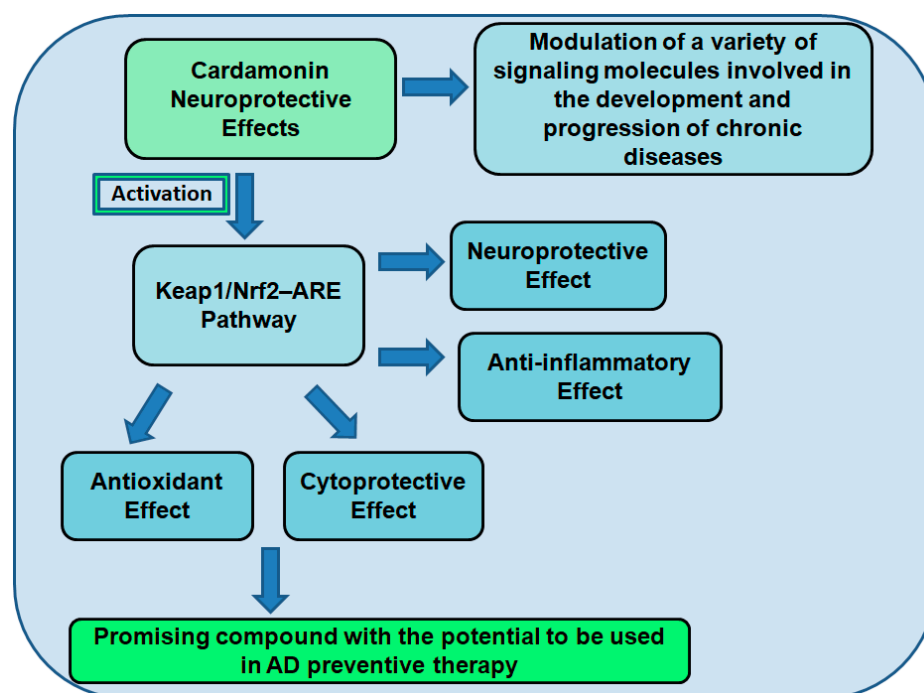 Cardamonin
Neuroprotective
Effects
Modulation of a variety of
signaling molecules involved in
the development and
progression of chronic
diseases
Activation
Keap1/Nrf2–ARE
Pathway
Neuroprotective
Effect
Anti-inflammatory
Effect
Antioxidant
Effect
Cytoprotective
Effect
Promising compound with the potential to be used
in AD preventive therapy